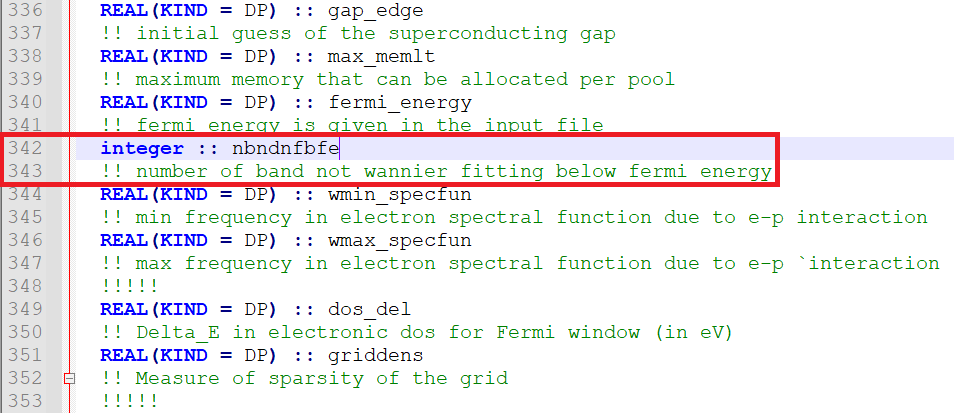 336 REAL(KIND = DP) :: gap_edge
337 !! initial guess of the superconducting gap
338 REAL(KIND = DP) :: max_memlt
339 !! maximum memory that can be allocated per pool
340 REAL(KIND = DP) :: fermi_energy
341 !! fermi energy is given in the input file
342 integer :: nbndnfbfe
343 !! number of band not wannier fitting below fermi energy
344 REAL(KIND = DP) :: wmin_specfun
345 !! min frequency in electron spectral function due to e-p interaction
346 REAL(KIND = DP) :: wmax_specfun
347 !! max frequency in electron spectral function due to e-p `interaction
348 !!!!!
349 REAL(KIND = DP) :: dos_del
350 !! Delta_E in electronic dos for Fermi window (in eV)
351 REAL(KIND = DP) :: griddens
352 !! Measure of sparsity of the grid
353 !!!!!